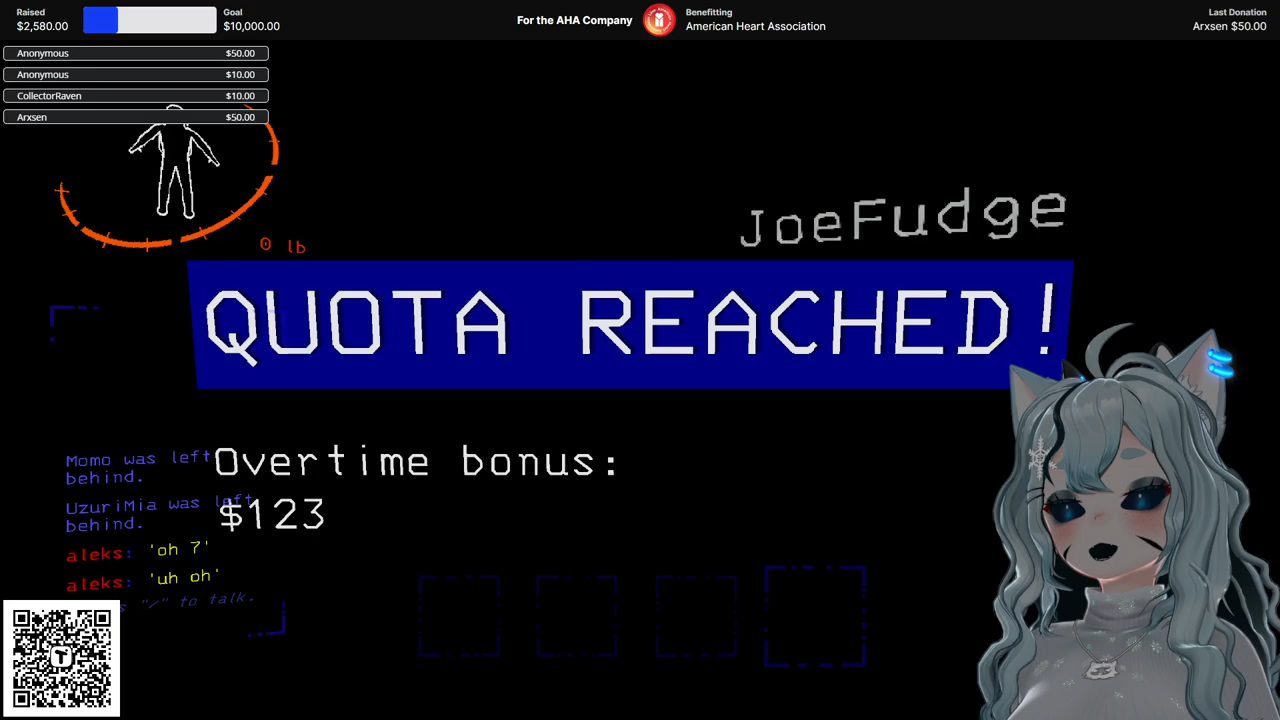 Raised
$2,580.00
Goal
$10,000.00
For the AHA Company
Benefitting
American Heart Association
Last Donation
Arxsen $50.00
Anonymous $50.00
Anonymous $10.00
CollectorRaven $10.00
Arxsen $50.00
0 lb
JoeFudge
QUOTA REACHED!
Overtime bonus:
$123
Momo was left
behind.
UzuriMia was left
behind.
aleks: 'oh 7'
aleks: 'uh oh'
"/" to talk.